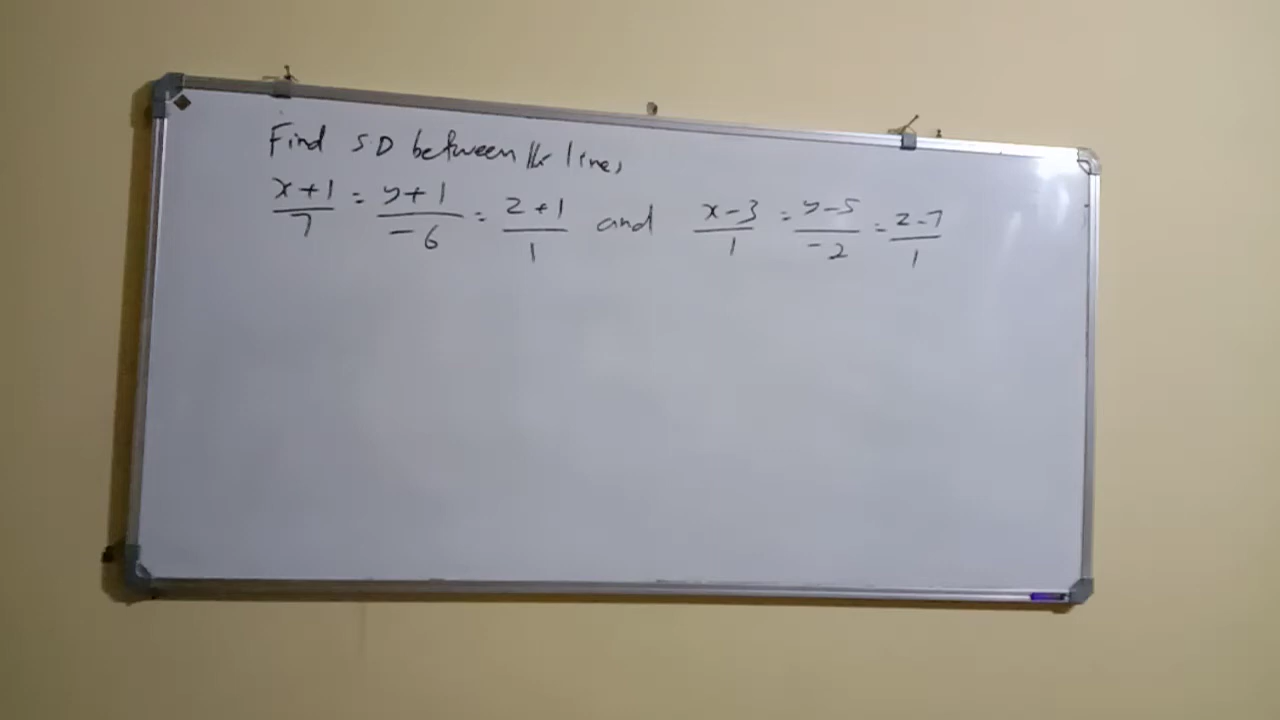 Find S.D between the lines
x+1/7 = y+1/-6 = z+1/1 and x-3/1 = y-5/-2 = z-7/1